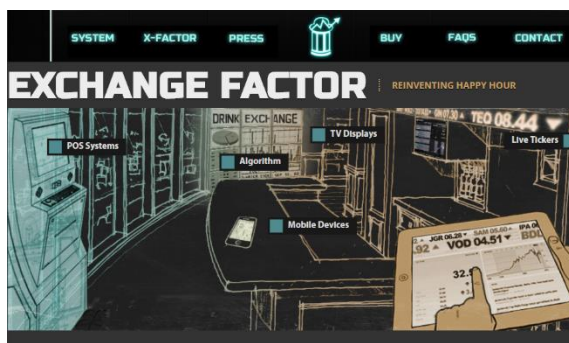 SYSTEM X-FACTOR PRESS BUY FAQS CONTACT
EXCHANGE FACTOR REINVENTING HAPPY HOUR
DRINK EXCHANGE
TEQ 08.44
POS Systems
TV Displays
Live Tickers
Algorithm
Mobile Devices
.92 JGR 06.28 SAM 05.60 IPA
VOD 04.51
32.